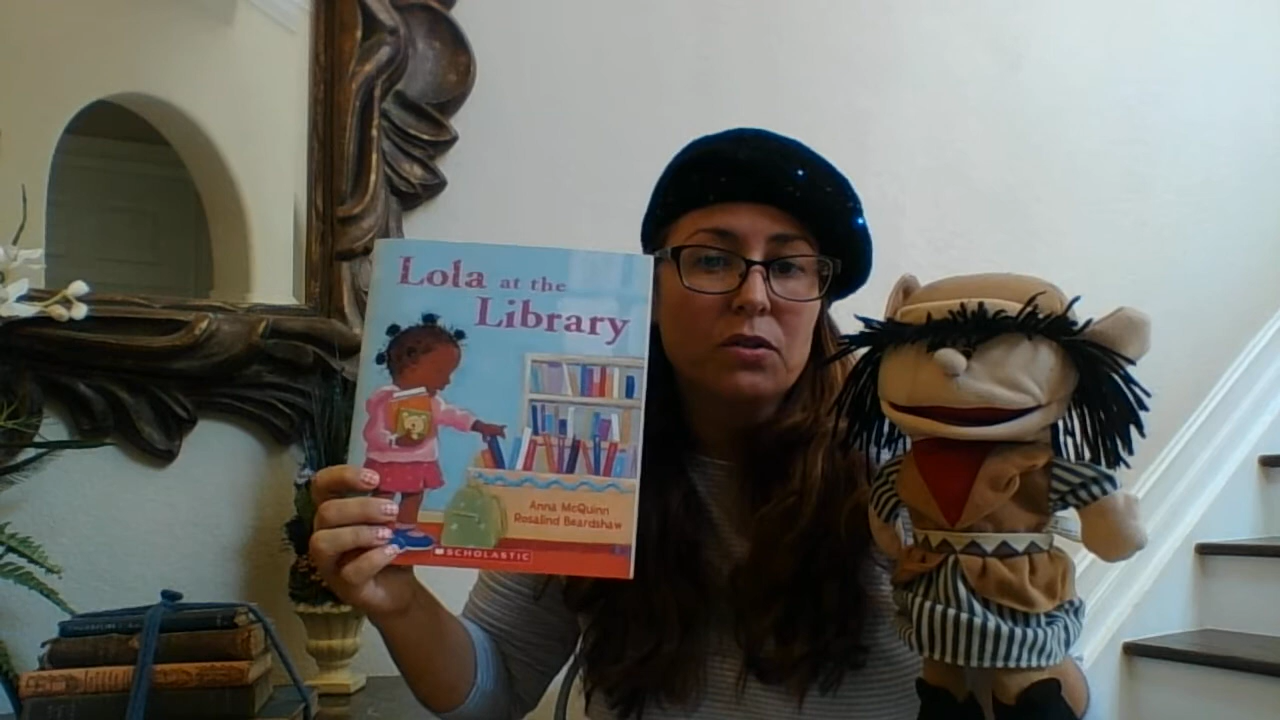 Lola at the
Library
Anna McQuinn
Rosalind Beardshaw
SCHOLASTIC